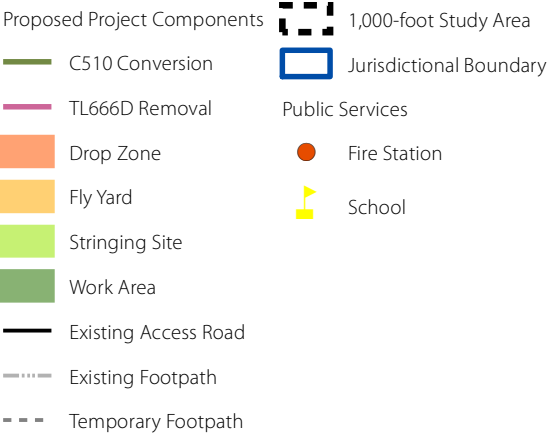 Proposed Project Components
C510 Conversion
TL666D Removal
Drop Zone
Fly Yard
Stringing Site
Work Area
Existing Access Road
Existing Footpath
Temporary Footpath
1,000-foot Study Area
Jurisdictional Boundary
Public Services
Fire Station
School